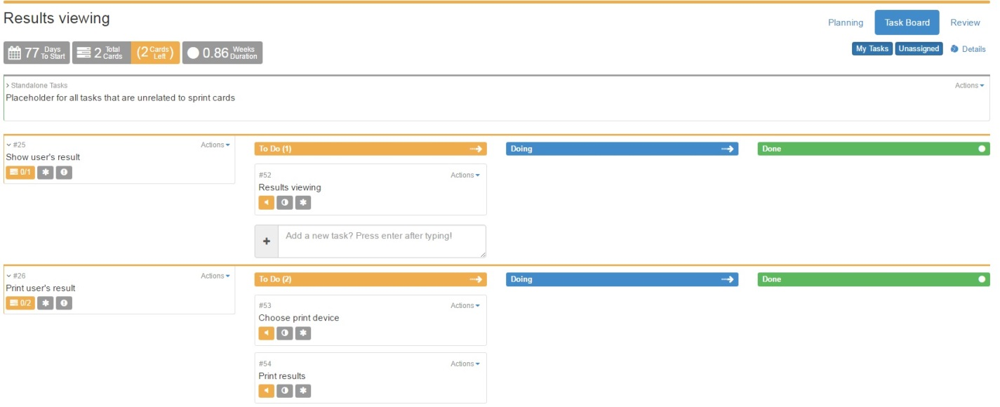 Results viewing
Planning Task Board Review
77 Days To Start 2 Total Cards (2 Cards Left) 0.86 Weeks Duration
My Tasks Unassigned Details
Standalone Tasks Actions
Placeholder for all tasks that are unrelated to sprint cards
#25 Actions
Show user's result
0/1
To Do (1) Doing Done
#52 Actions
Results viewing
Add a new task? Press enter after typing!
#26 Actions
Print user's result
0/2
To Do (2) Doing Done
#53 Actions
Choose print device
#54 Actions
Print results